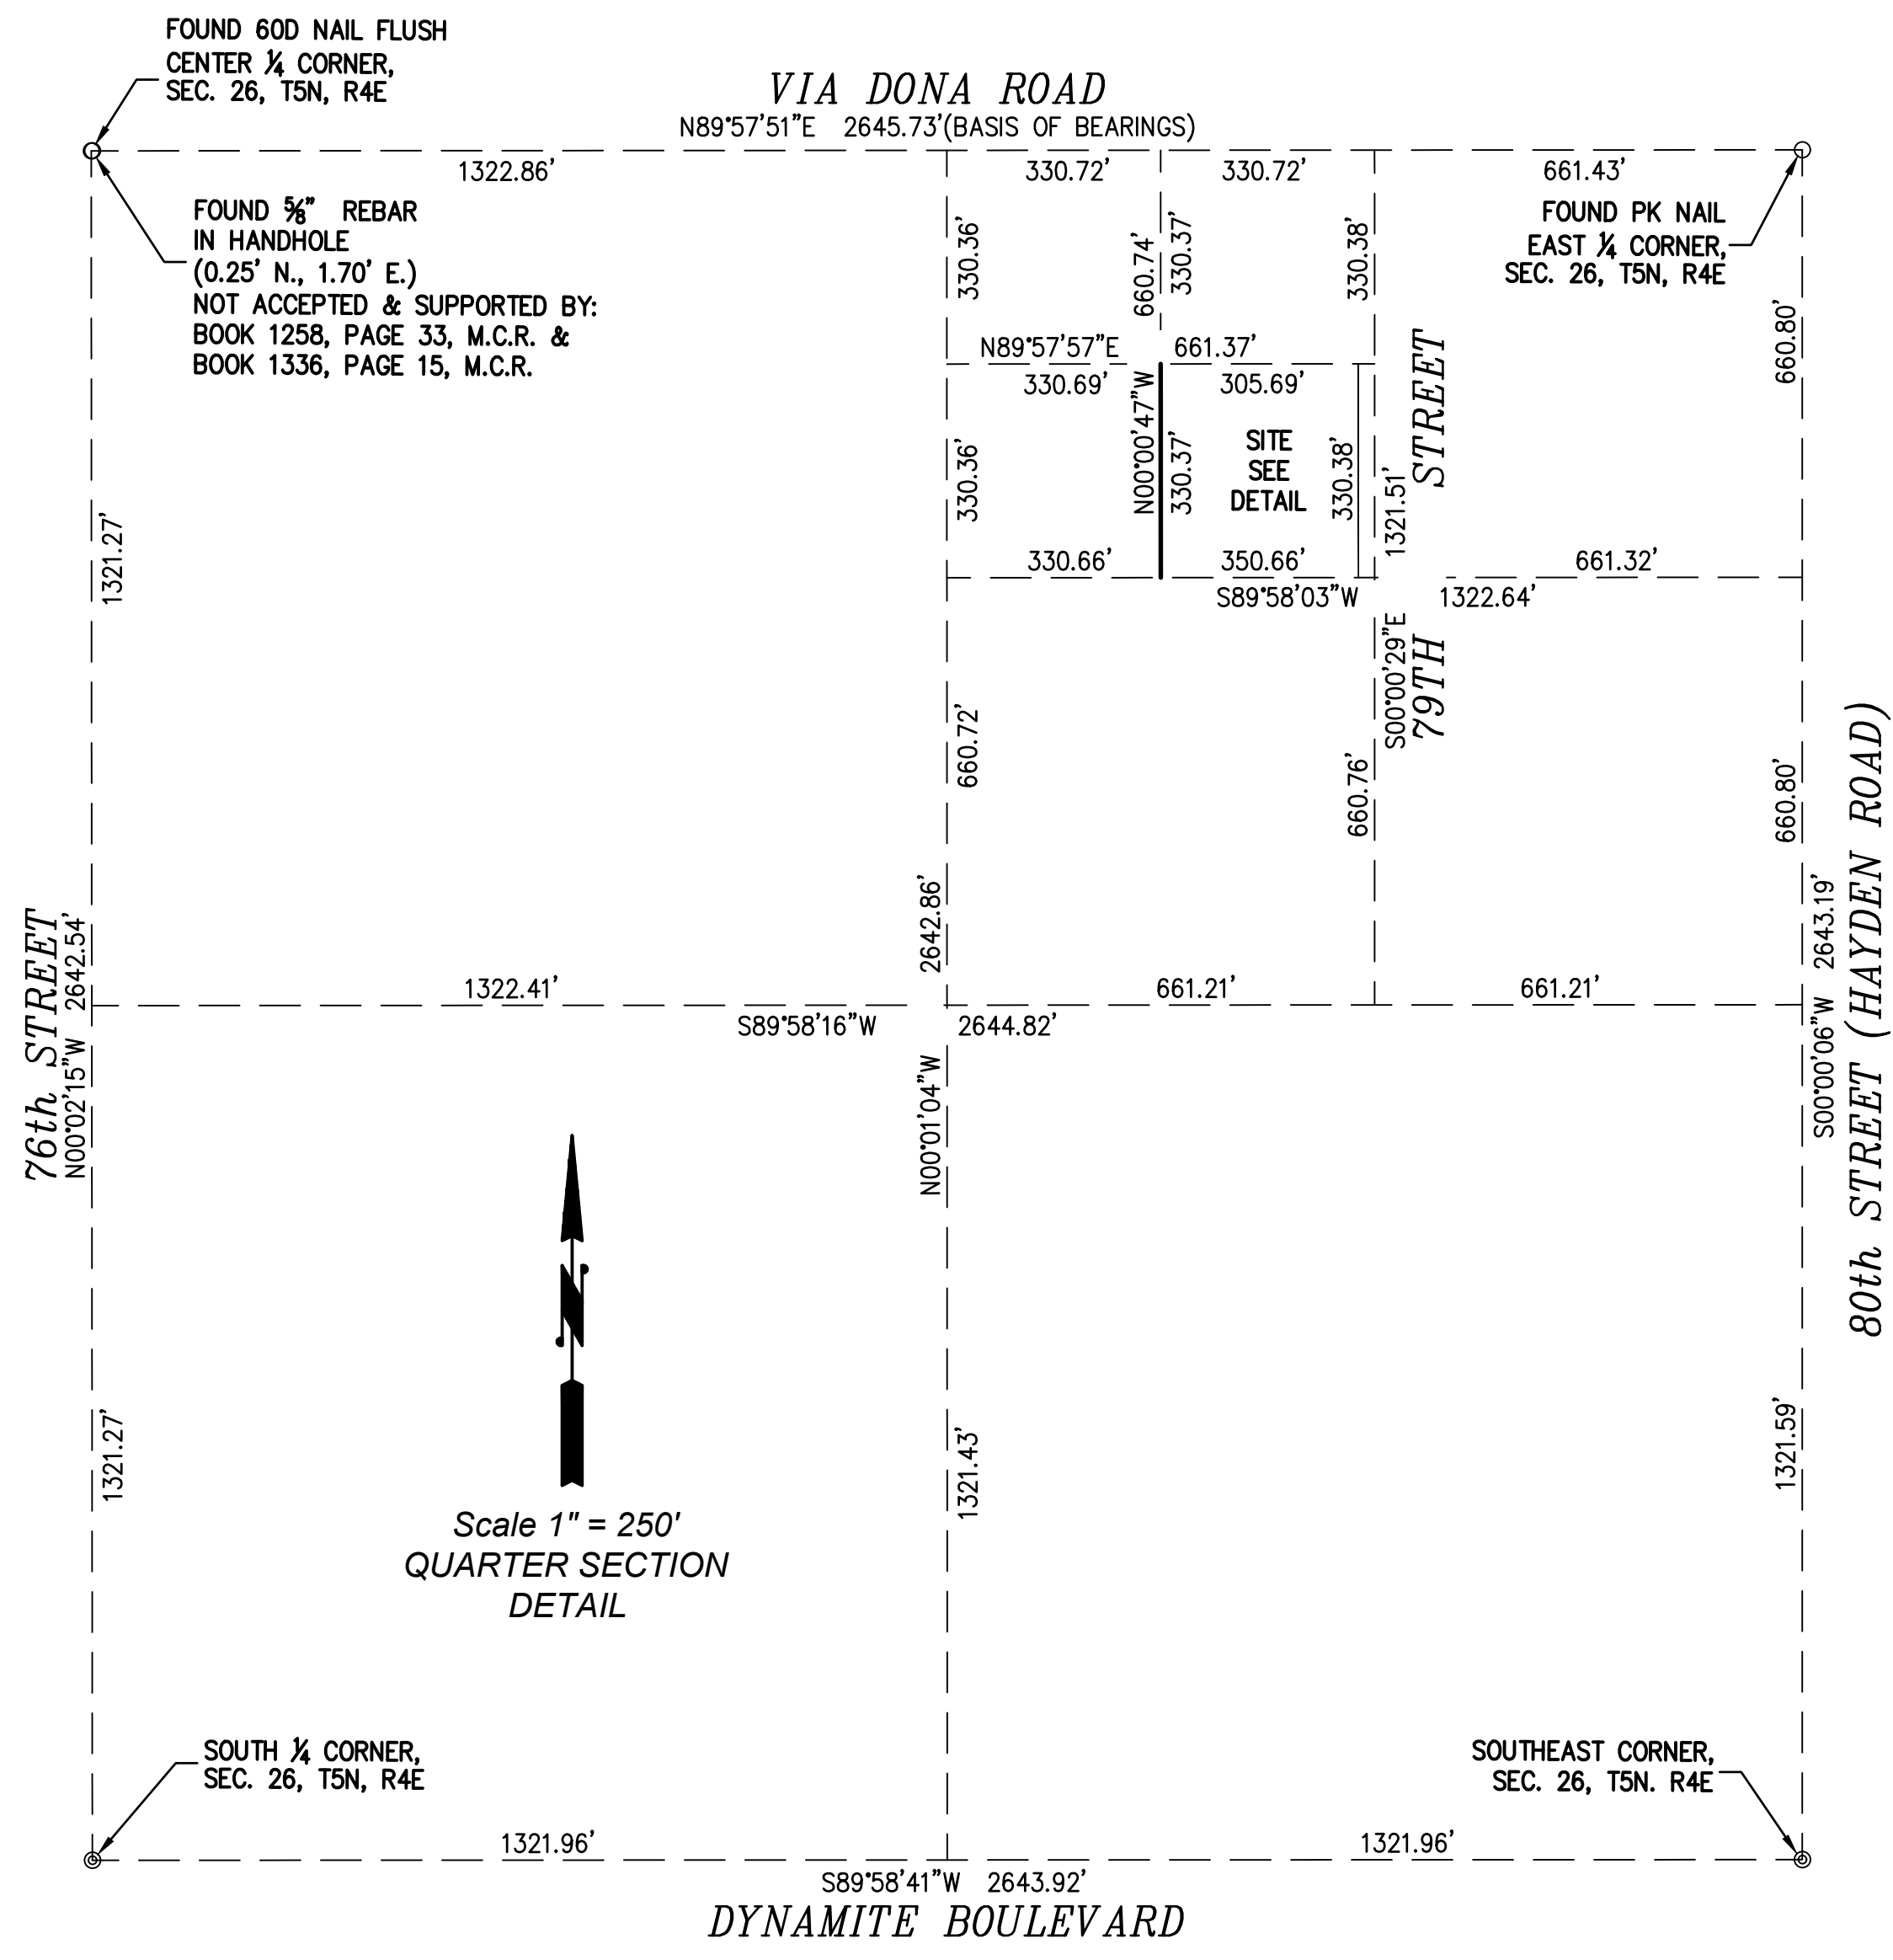 FOUND 60D NAIL FLUSH
CENTER ¼ CORNER,
SEC. 26, T5N, R4E
VIA DONA ROAD
N89°57'51"E 2645.73'(BASIS OF BEARINGS)
1322.86'
330.72'
330.72'
661.43'
FOUND ⅝" REBAR
IN HANDHOLE
(0.25' N., 1.70' E.)
NOT ACCEPTED & SUPPORTED BY:
BOOK 1258, PAGE 33, M.C.R. &
BOOK 1336, PAGE 15, M.C.R.
FOUND PK NAIL
EAST ¼ CORNER,
SEC. 26, T5N, R4E
330.36'
660.74'
330.37'
330.38'
660.80'
N89°57'57"E 661.37'
330.69'
305.69'
330.36'
N00°00'47"W
330.37'
SITE
SEE
DETAIL
330.38'
1321.51'
79TH STREET
1321.27'
330.66'
350.66'
661.32'
S89°58'03"W 1322.64'
S00°00'29"E
660.72'
660.76'
660.80'
76th STREET
N00°02'15"W 2642.54'
N00°01'04"W 2642.86'
S00°00'06"W 2643.19'
80th STREET (HAYDEN ROAD)
1322.41'
661.21'
661.21'
S89°58'16"W 2644.82'
1321.27'
1321.43'
1321.59'
N
Scale 1" = 250'
QUARTER SECTION
DETAIL
SOUTH ¼ CORNER,
SEC. 26, T5N, R4E
SOUTHEAST CORNER,
SEC. 26, T5N. R4E
1321.96'
1321.96'
S89°58'41"W 2643.92'
DYNAMITE BOULEVARD